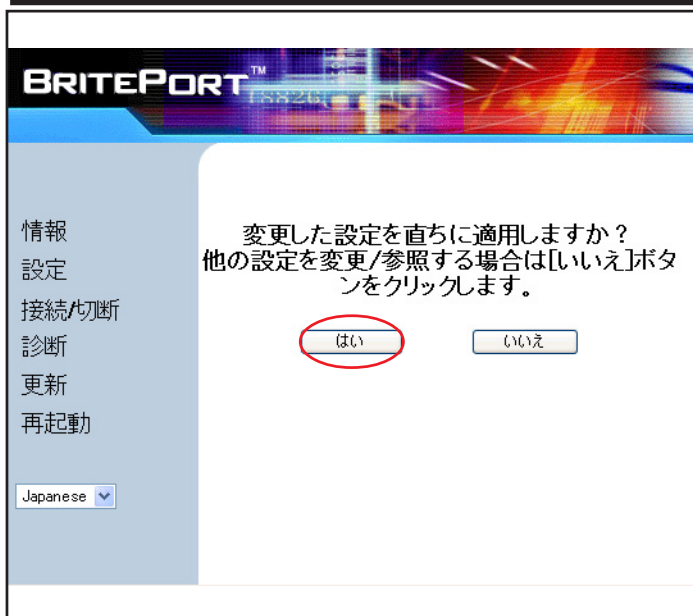 BRITEPORT™
情報
設定
接続/切断
診断
更新
再起動
Japanese
変更した設定を直ちに適用しますか？
他の設定を変更/参照する場合は[いいえ]ボタ
ンをクリックします。
はい
いいえ